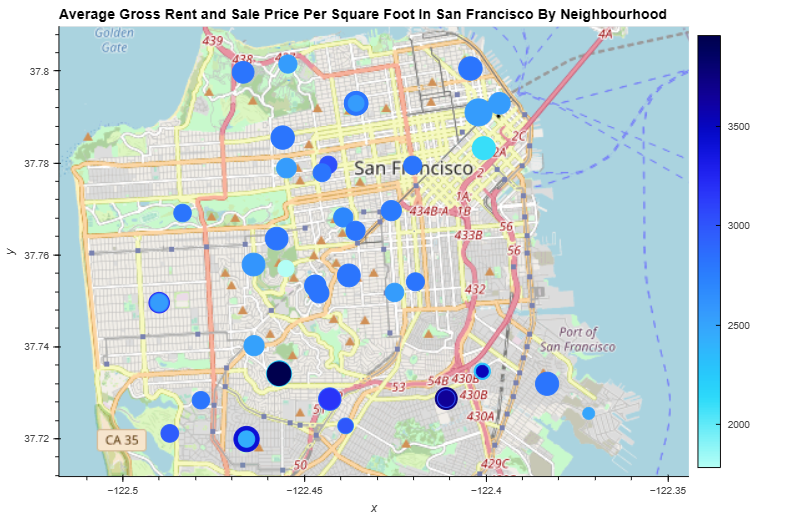 Average Gross Rent and Sale Price Per Square Foot In San Francisco By Neighbourhood
Golden
Gate
439
438
4A
37.8
2C
2A
37.78
San Francisco
2
1A
434B A 1B
433B
56
56
37.76
432
y
37.74
Port of
San Francisco
53
54B
430B
430B
430A
CA 35
37.72
50
429C
−122.5
−122.45
−122.4
−122.35
x
3500
3000
2500
2000